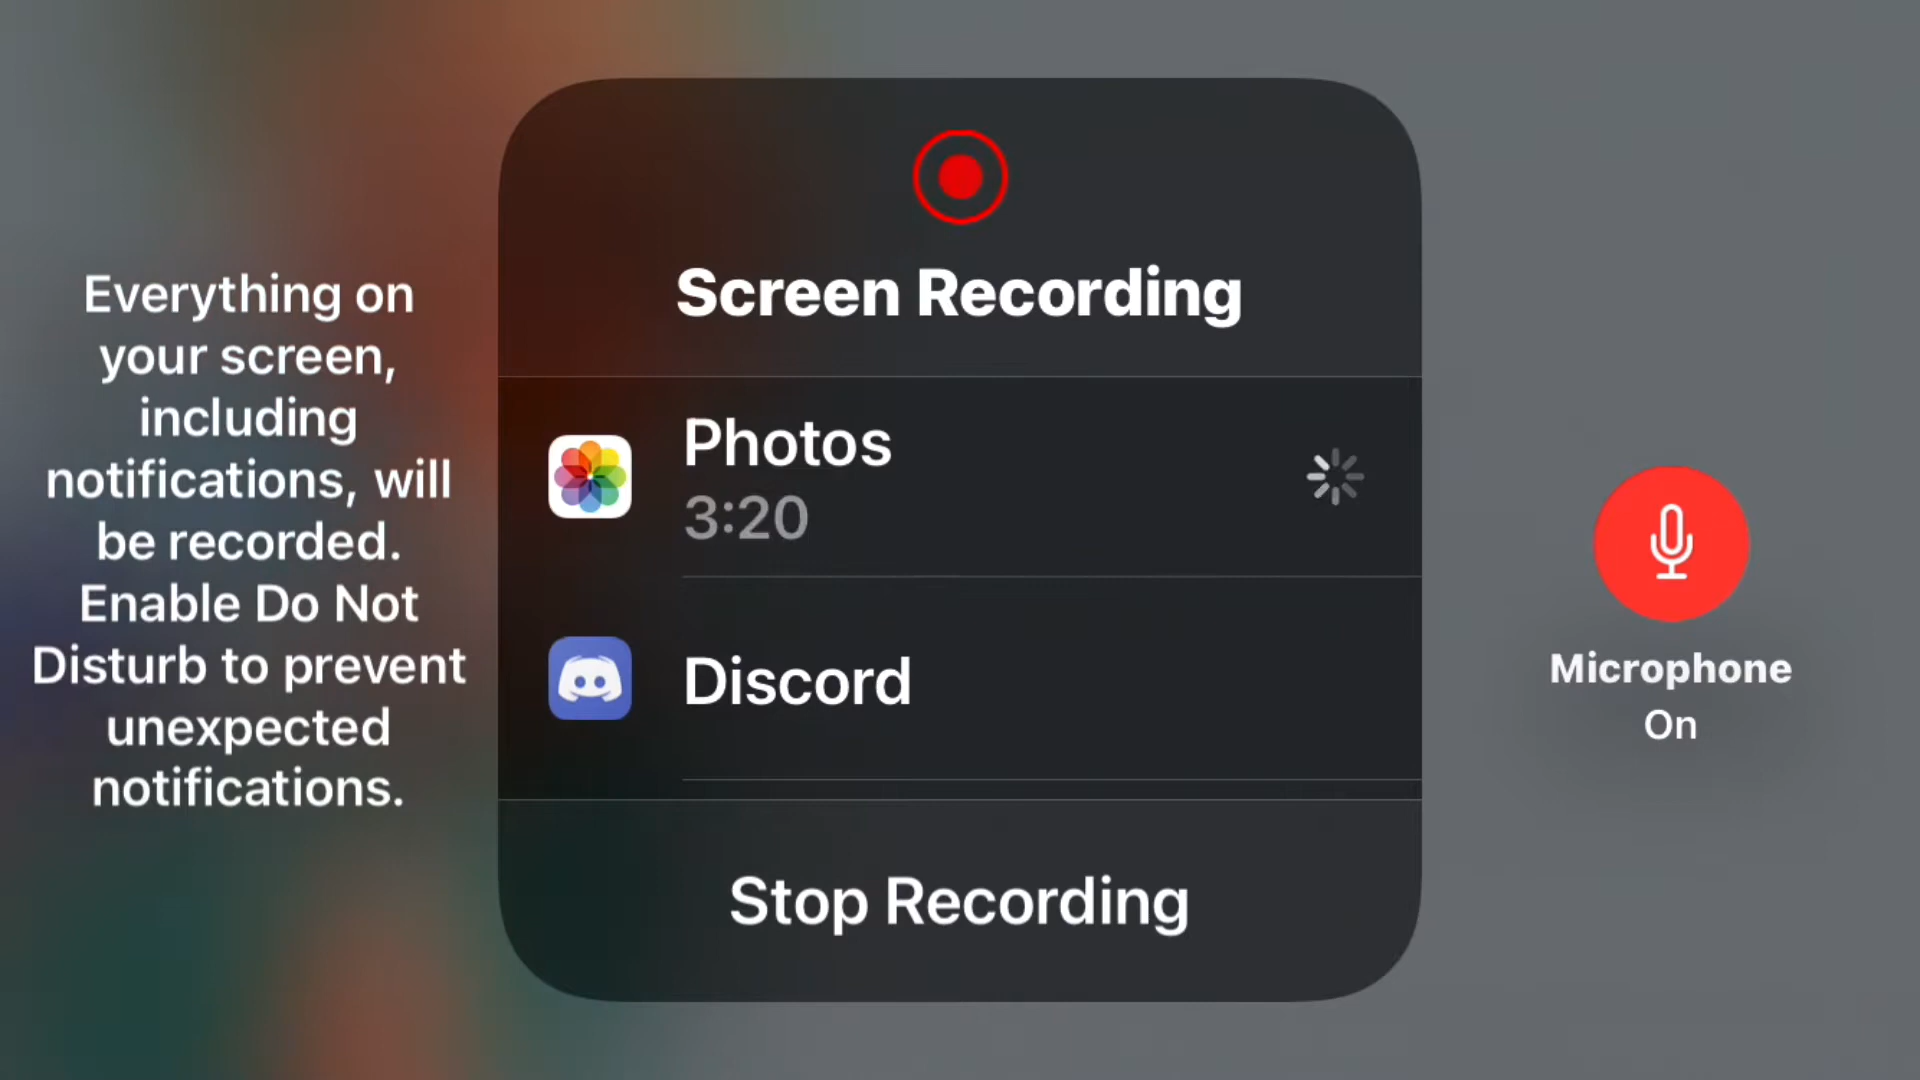 Everything on
your screen,
including
notifications, will
be recorded.
Enable Do Not
Disturb to prevent
unexpected
notifications.
Screen Recording
Photos
3:20
Discord
Stop Recording
Microphone
On